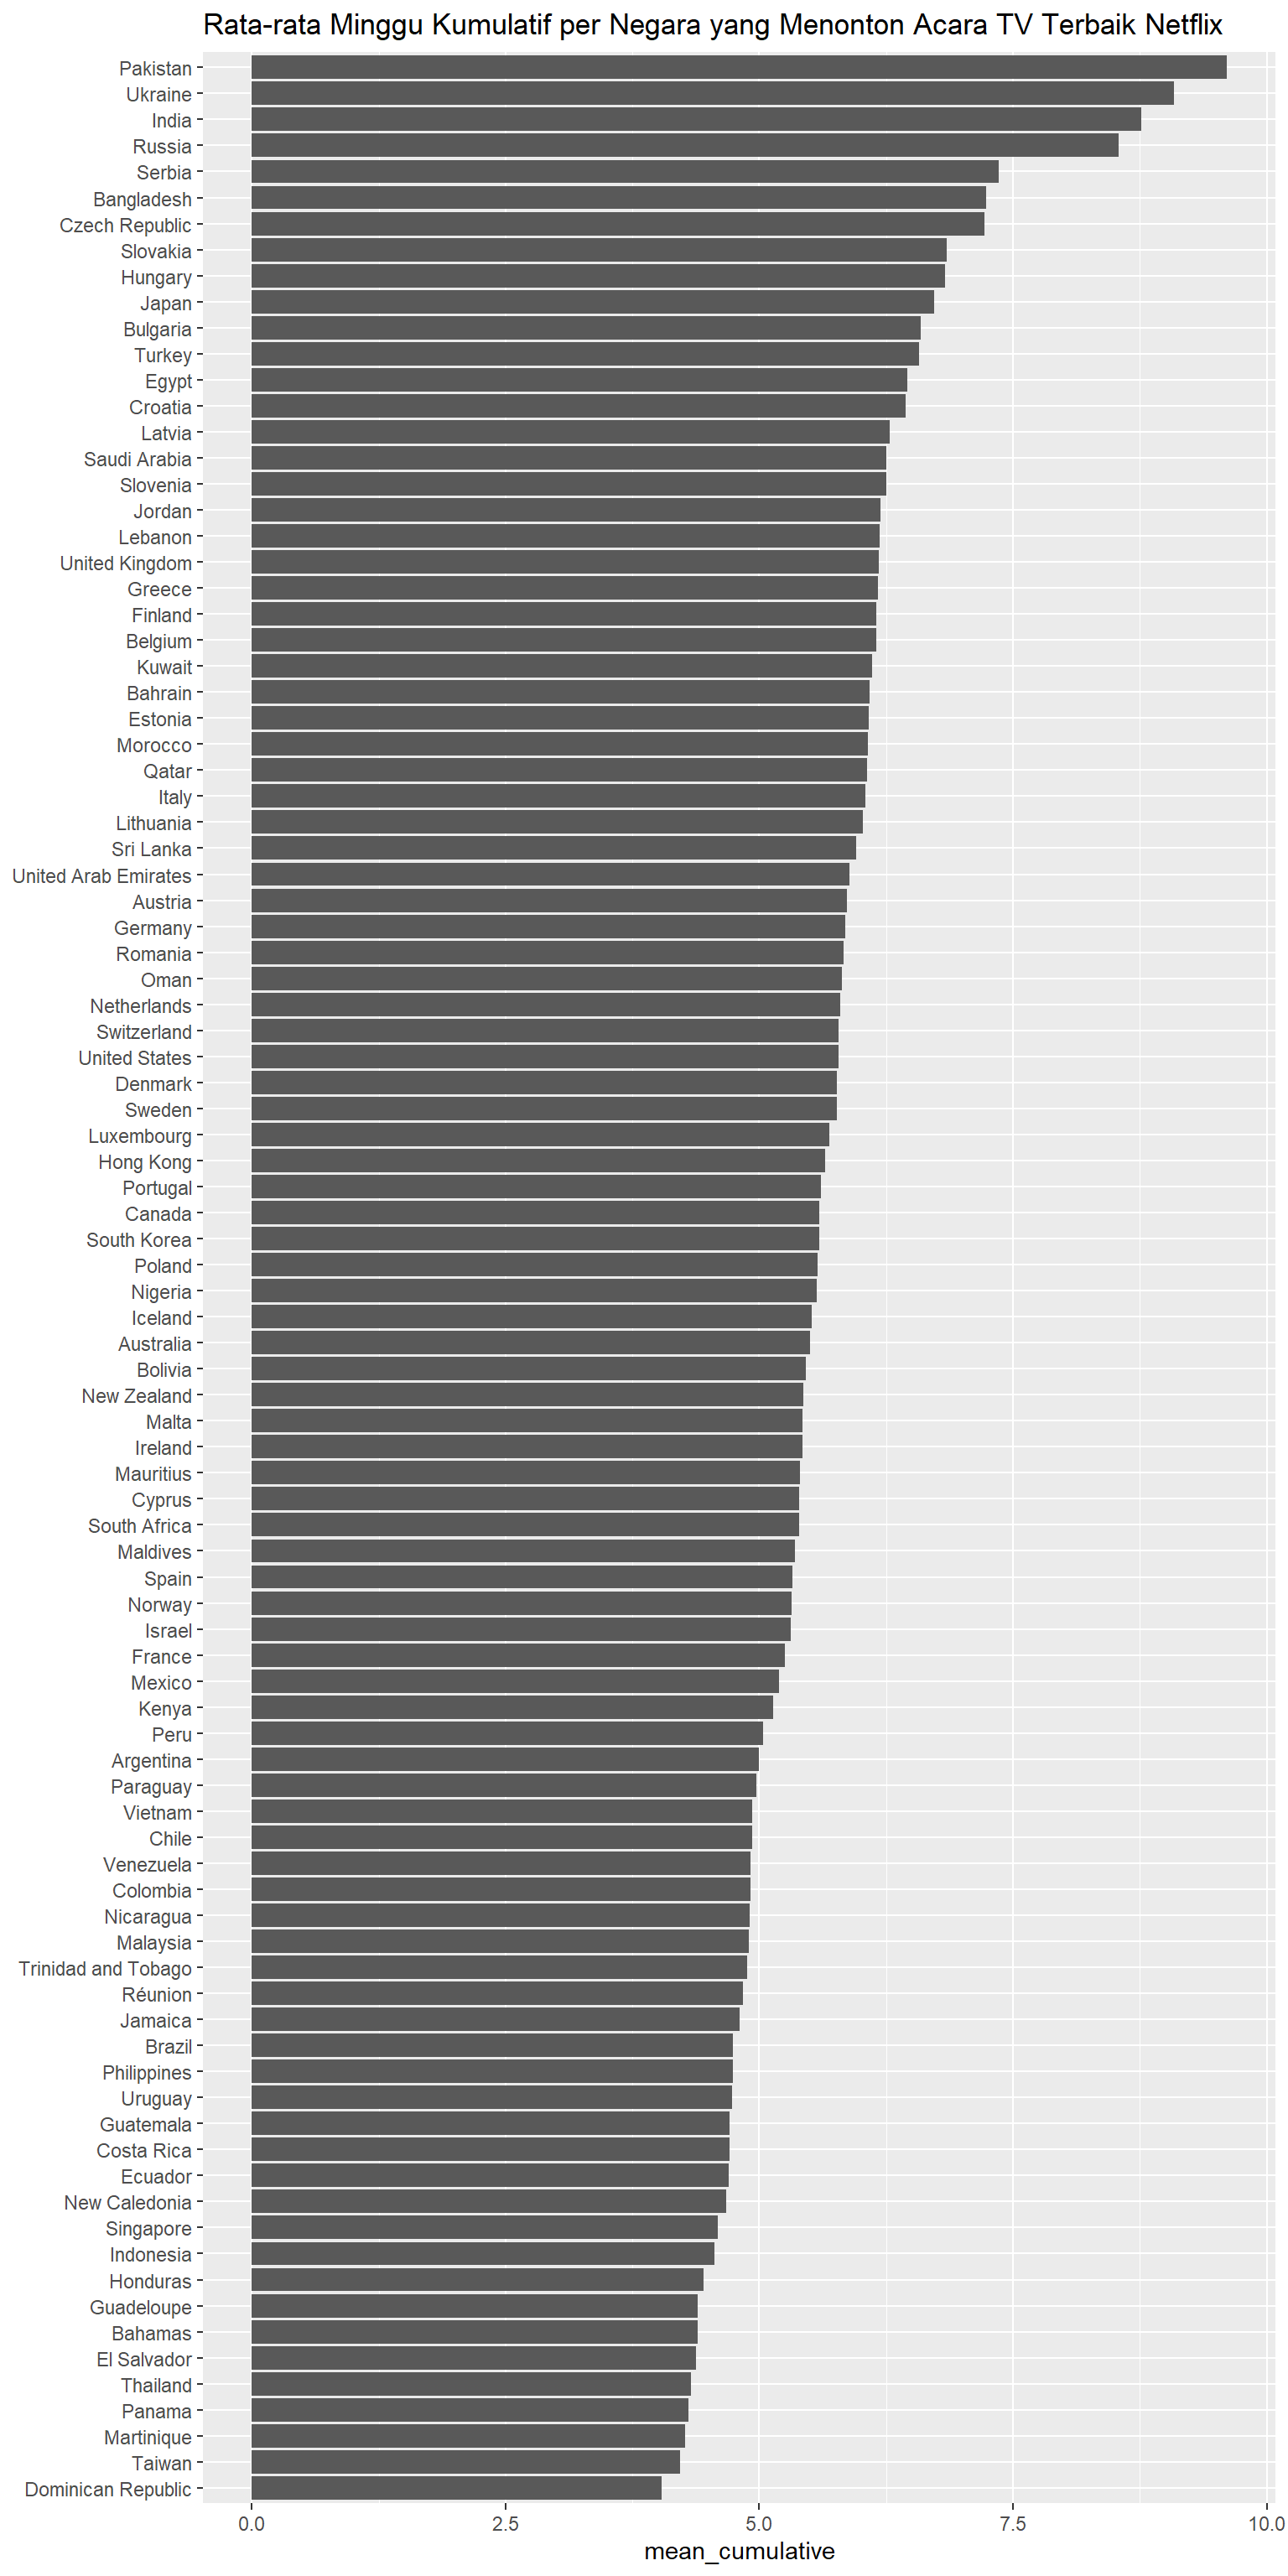 Rata-rata Minggu Kumulatif per Negara yang Menonton Acara TV Terbaik Netflix
Pakistan
Ukraine
India
Russia
Serbia
Bangladesh
Czech Republic
Slovakia
Hungary
Japan
Bulgaria
Turkey
Egypt
Croatia
Latvia
Saudi Arabia
Slovenia
Jordan
Lebanon
United Kingdom
Greece
Finland
Belgium
Kuwait
Bahrain
Estonia
Morocco
Qatar
Italy
Lithuania
Sri Lanka
United Arab Emirates
Austria
Germany
Romania
Oman
Netherlands
Switzerland
United States
Denmark
Sweden
Luxembourg
Hong Kong
Portugal
Canada
South Korea
Poland
Nigeria
Iceland
Australia
Bolivia
New Zealand
Malta
Ireland
Mauritius
Cyprus
South Africa
Maldives
Spain
Norway
Israel
France
Mexico
Kenya
Peru
Argentina
Paraguay
Vietnam
Chile
Venezuela
Colombia
Nicaragua
Malaysia
Trinidad and Tobago
Réunion
Jamaica
Brazil
Philippines
Uruguay
Guatemala
Costa Rica
Ecuador
New Caledonia
Singapore
Indonesia
Honduras
Guadeloupe
Bahamas
El Salvador
Thailand
Panama
Martinique
Taiwan
Dominican Republic
0.0 2.5 5.0 7.5 10.0
mean_cumulative